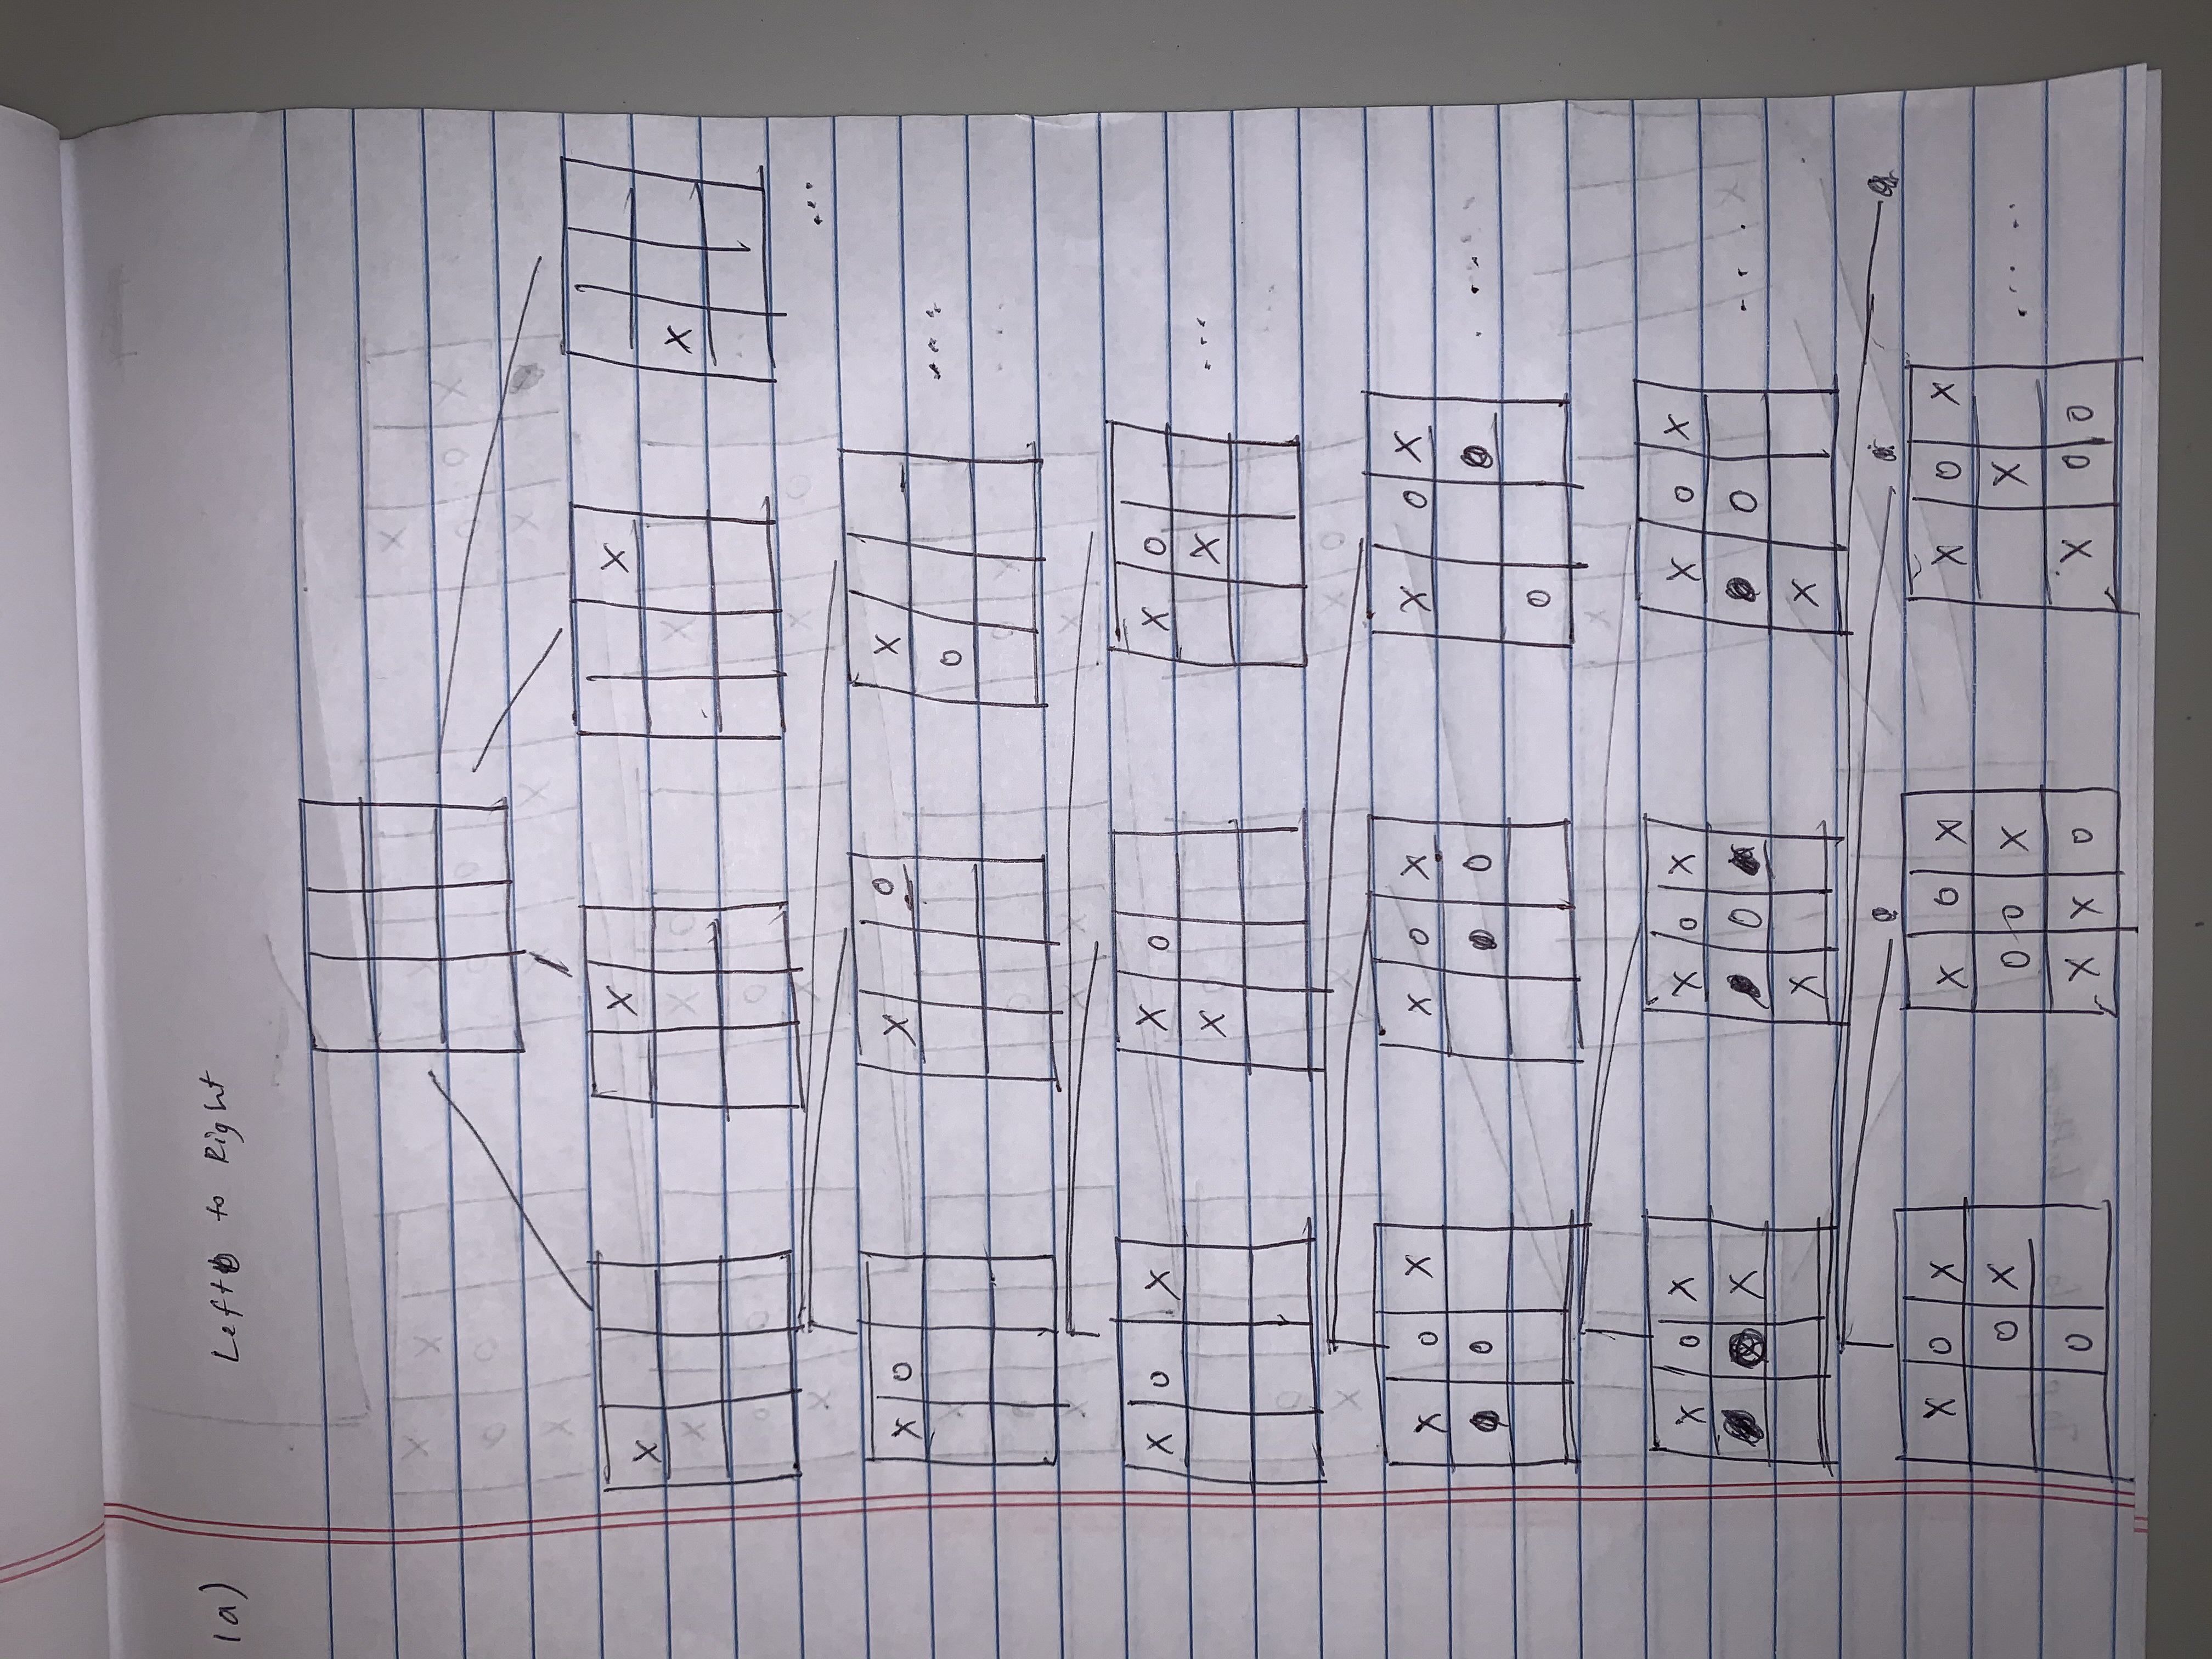 1a) Left to Right
X
X
X
X
...
X O
X O
X
O
....
X O X
X O
X
X O
X
...
X O X
O
X O X
O
X O X
O
....
X O X
X
X O X
O
X
X O X
O
X
....
X O X
O X
O
X O X
O O X
X X O
X O X
X
X O O
....